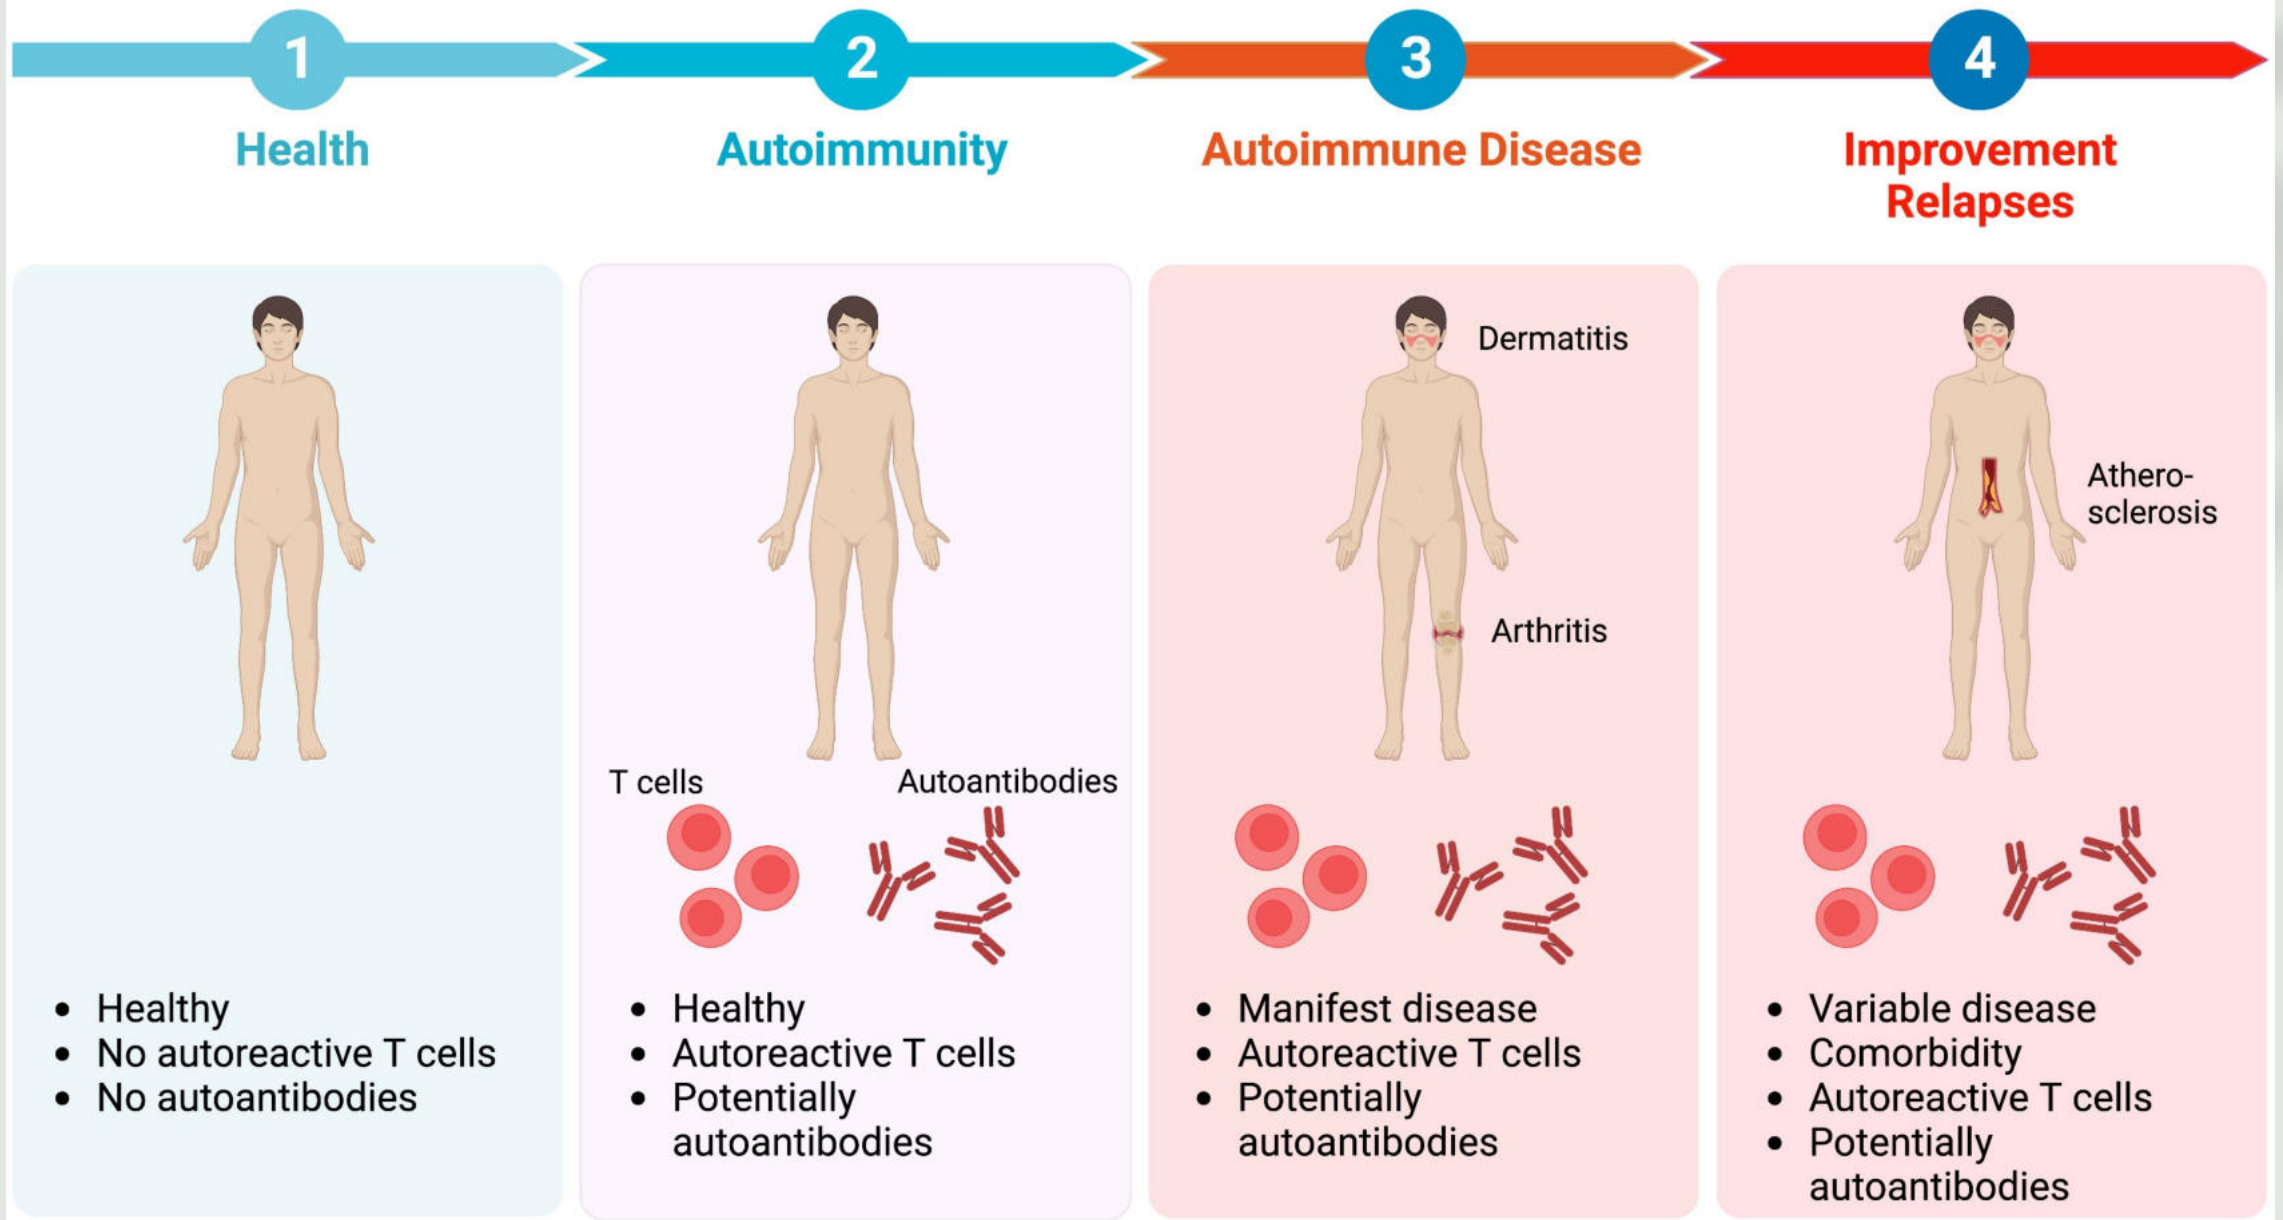 1
2
3
4
Health
Autoimmunity
Autoimmune Disease
Improvement
Relapses
Dermatitis
Athero-
sclerosis
Arthritis
T cells
Autoantibodies
• Healthy
• No autoreactive T cells
• No autoantibodies
• Healthy
• Autoreactive T cells
• Potentially
autoantibodies
• Manifest disease
• Autoreactive T cells
• Potentially
autoantibodies
• Variable disease
• Comorbidity
• Autoreactive T cells
• Potentially
autoantibodies